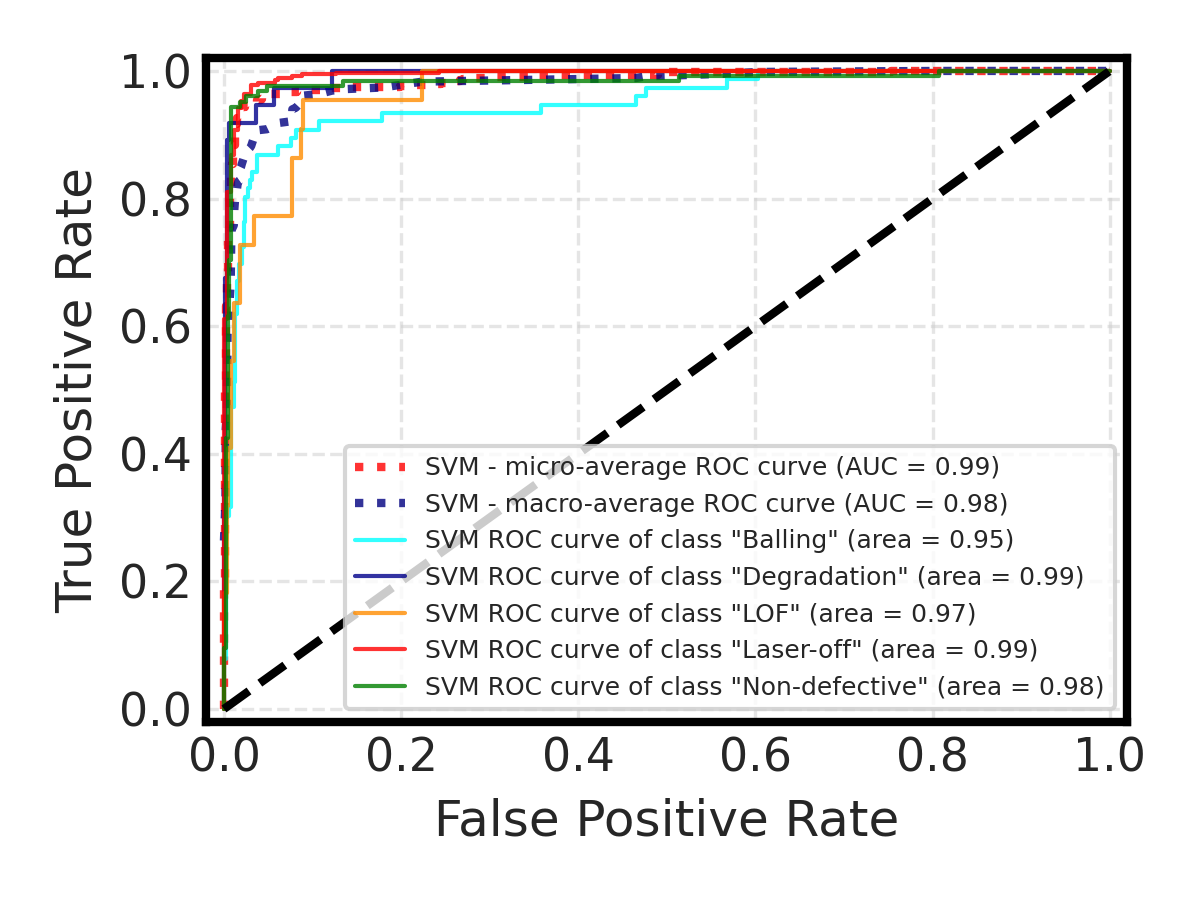 1.0
0.8
0.6
0.4
0.2
0.0
True Positive Rate
SVM - micro-average ROC curve (AUC = 0.99)
SVM - macro-average ROC curve (AUC = 0.98)
SVM ROC curve of class "Balling" (area = 0.95)
SVM ROC curve of class "Degradation" (area = 0.99)
SVM ROC curve of class "LOF" (area = 0.97)
SVM ROC curve of class "Laser-off" (area = 0.99)
SVM ROC curve of class "Non-defective" (area = 0.98)
0.0 0.2 0.4 0.6 0.8 1.0
False Positive Rate